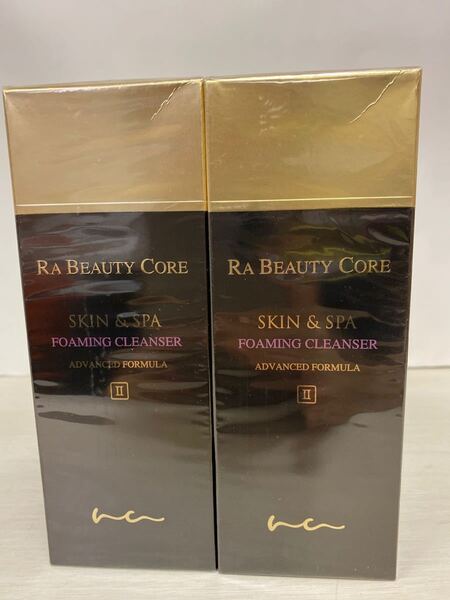 RA BEAUTY CORE
SKIN & SPA
FOAMING CLEANSER
ADVANCED FORMULA
II
RA BEAUTY CORE
SKIN & SPA
FOAMING CLEANSER
ADVANCED FORMULA
II